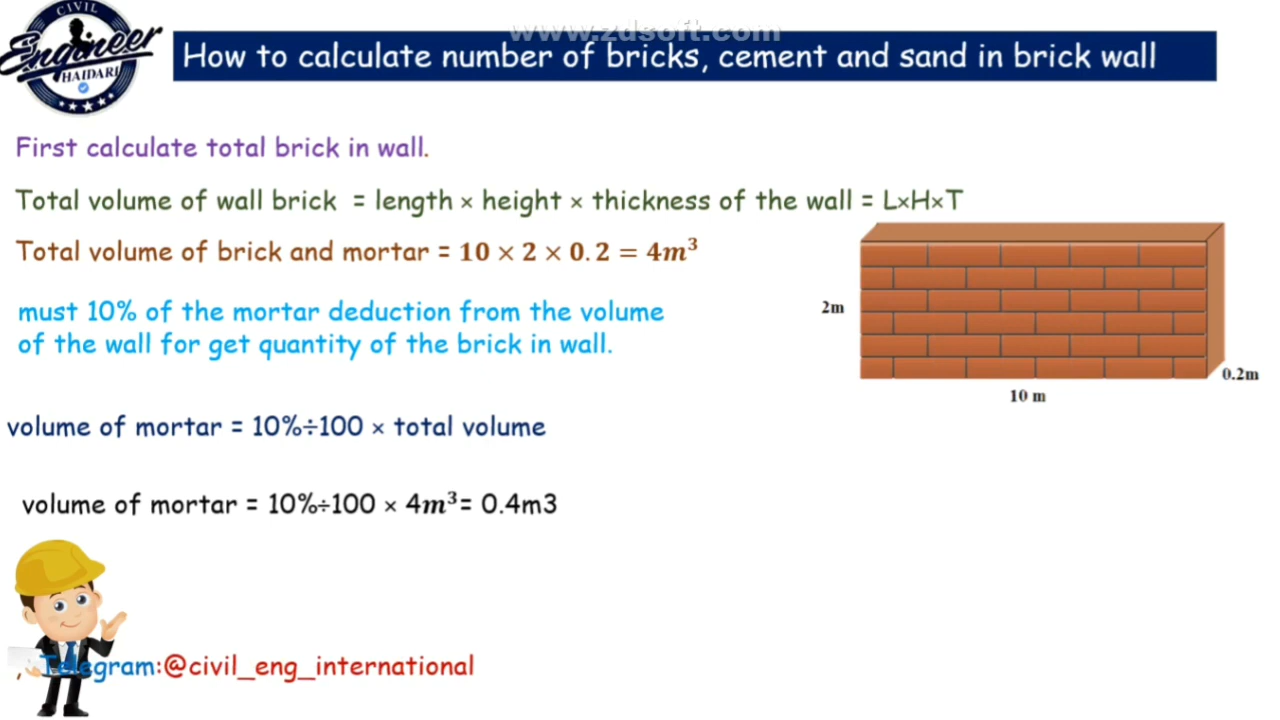 www.zdsoft.com
CIVIL
Engineer
HAIDARI
How to calculate number of bricks, cement and sand in brick wall
First calculate total brick in wall.
Total volume of wall brick = length × height × thickness of the wall = L×H×T
Total volume of brick and mortar = 10 × 2 × 0.2 = 4m³
must 10% of the mortar deduction from the volume
of the wall for get quantity of the brick in wall.
2m
0.2m
10 m
volume of mortar = 10%÷100 × total volume
volume of mortar = 10%÷100 × 4m³= 0.4m3
Telegram:@civil_eng_international